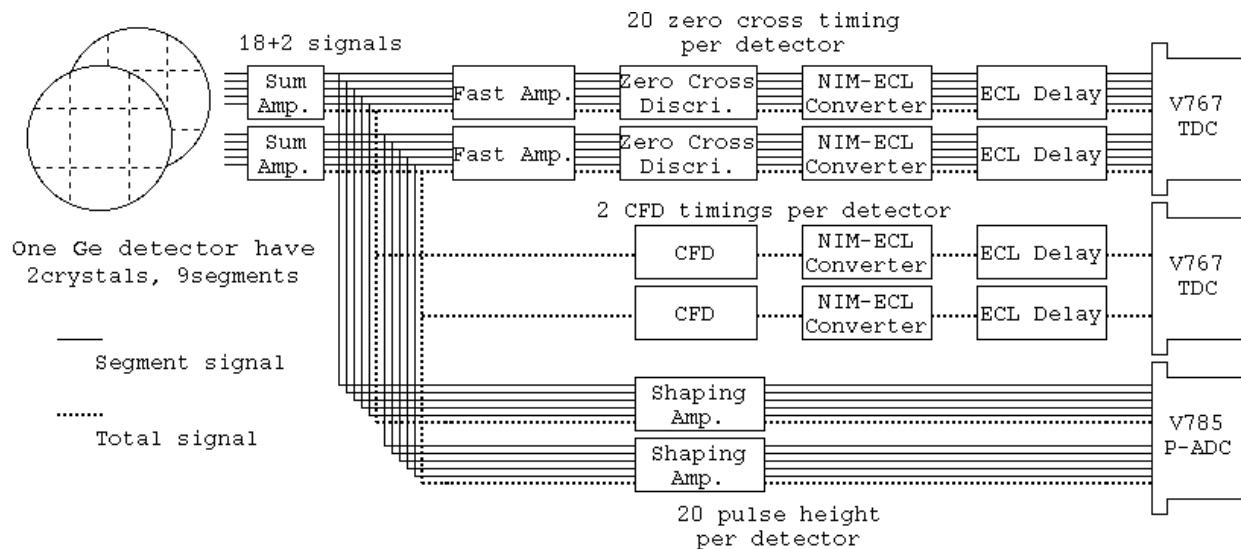 20 zero cross timing
per detector
18+2 signals
Sum
Amp.
Fast Amp.
Zero Cross
Discri.
NIM-ECL
Converter
ECL Delay
V767
TDC
Sum
Amp.
Fast Amp.
Zero Cross
Discri.
NIM-ECL
Converter
ECL Delay
2 CFD timings per detector
One Ge detector have
2crystals, 9segments
CFD
NIM-ECL
Converter
ECL Delay
V767
TDC
CFD
NIM-ECL
Converter
ECL Delay
Segment signal
Total signal
Shaping
Amp.
V785
P-ADC
Shaping
Amp.
20 pulse height
per detector